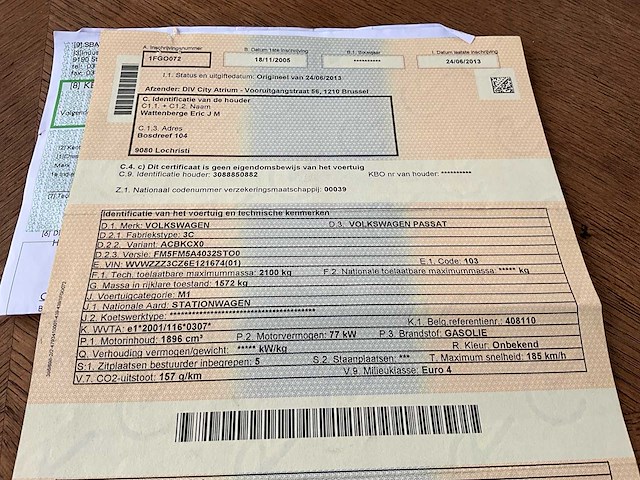 A. Inschrijvingsnummer
1FGO072
B. Datum 1ste inschrijving
18/11/2005
B.1. Bouwjaar
**********
I. Datum laatste inschrijving
24/06/2013
I.1. Status en uitgiftedatum: Origineel van 24/06/2013
Afzender: DIV City Atrium - Vooruitgangstraat 56, 1210 Brussel
C. Identificatie van de houder
C.1.1. + C1.2. Naam
Wattenberge Eric J M
C.1.3. Adres
Bosdreef 104
9080 Lochristi
C.4. c) Dit certificaat is geen eigendomsbewijs van het voertuig
C.9. Identificatie houder: 3088850882 KBO nr van houder: **********
Z.1. Nationaal codenummer verzekeringsmaatschappij: 00039
Identificatie van het voertuig en technische kenmerken
D.1. Merk: VOLKSWAGEN D.3. VOLKSWAGEN PASSAT
D.2.1. Fabriekstype: 3C
D.2.2. Variant: ACBKCX0
D.2.3. Versie: FM5FM5A4032STO0
E. VIN: WVWZZZ3CZ6E121674(01) E.1. Code: 103
F.1. Tech. toelaatbare maximummassa: 2100 kg F.2. Nationale toelaatbare maximummassa: ***** kg
G. Massa in rijklare toestand: 1572 kg
J. Voertuigcategorie: M1
J.1. Nationale Aard: STATIONWAGEN
J.2. Koetswerktype:
K. WVTA: e1*2001/116*0307* K.1. Belg.referentienr.: 408110
P.1. Motorinhoud: 1896 cm³ P.2. Motorvermogen: 77 kW P.3. Brandstof: GASOLIE
Q. Verhouding vermogen/gewicht: ***** kW/kg R. Kleur: Onbekend
S.1. Zitplaatsen bestuurder inbegrepen: 5 S.2. Staanplaatsen: *** T. Maximum snelheid: 185 km/h
V.7. CO2-uitstoot: 157 g/km V.9. Milieuklasse: Euro 4